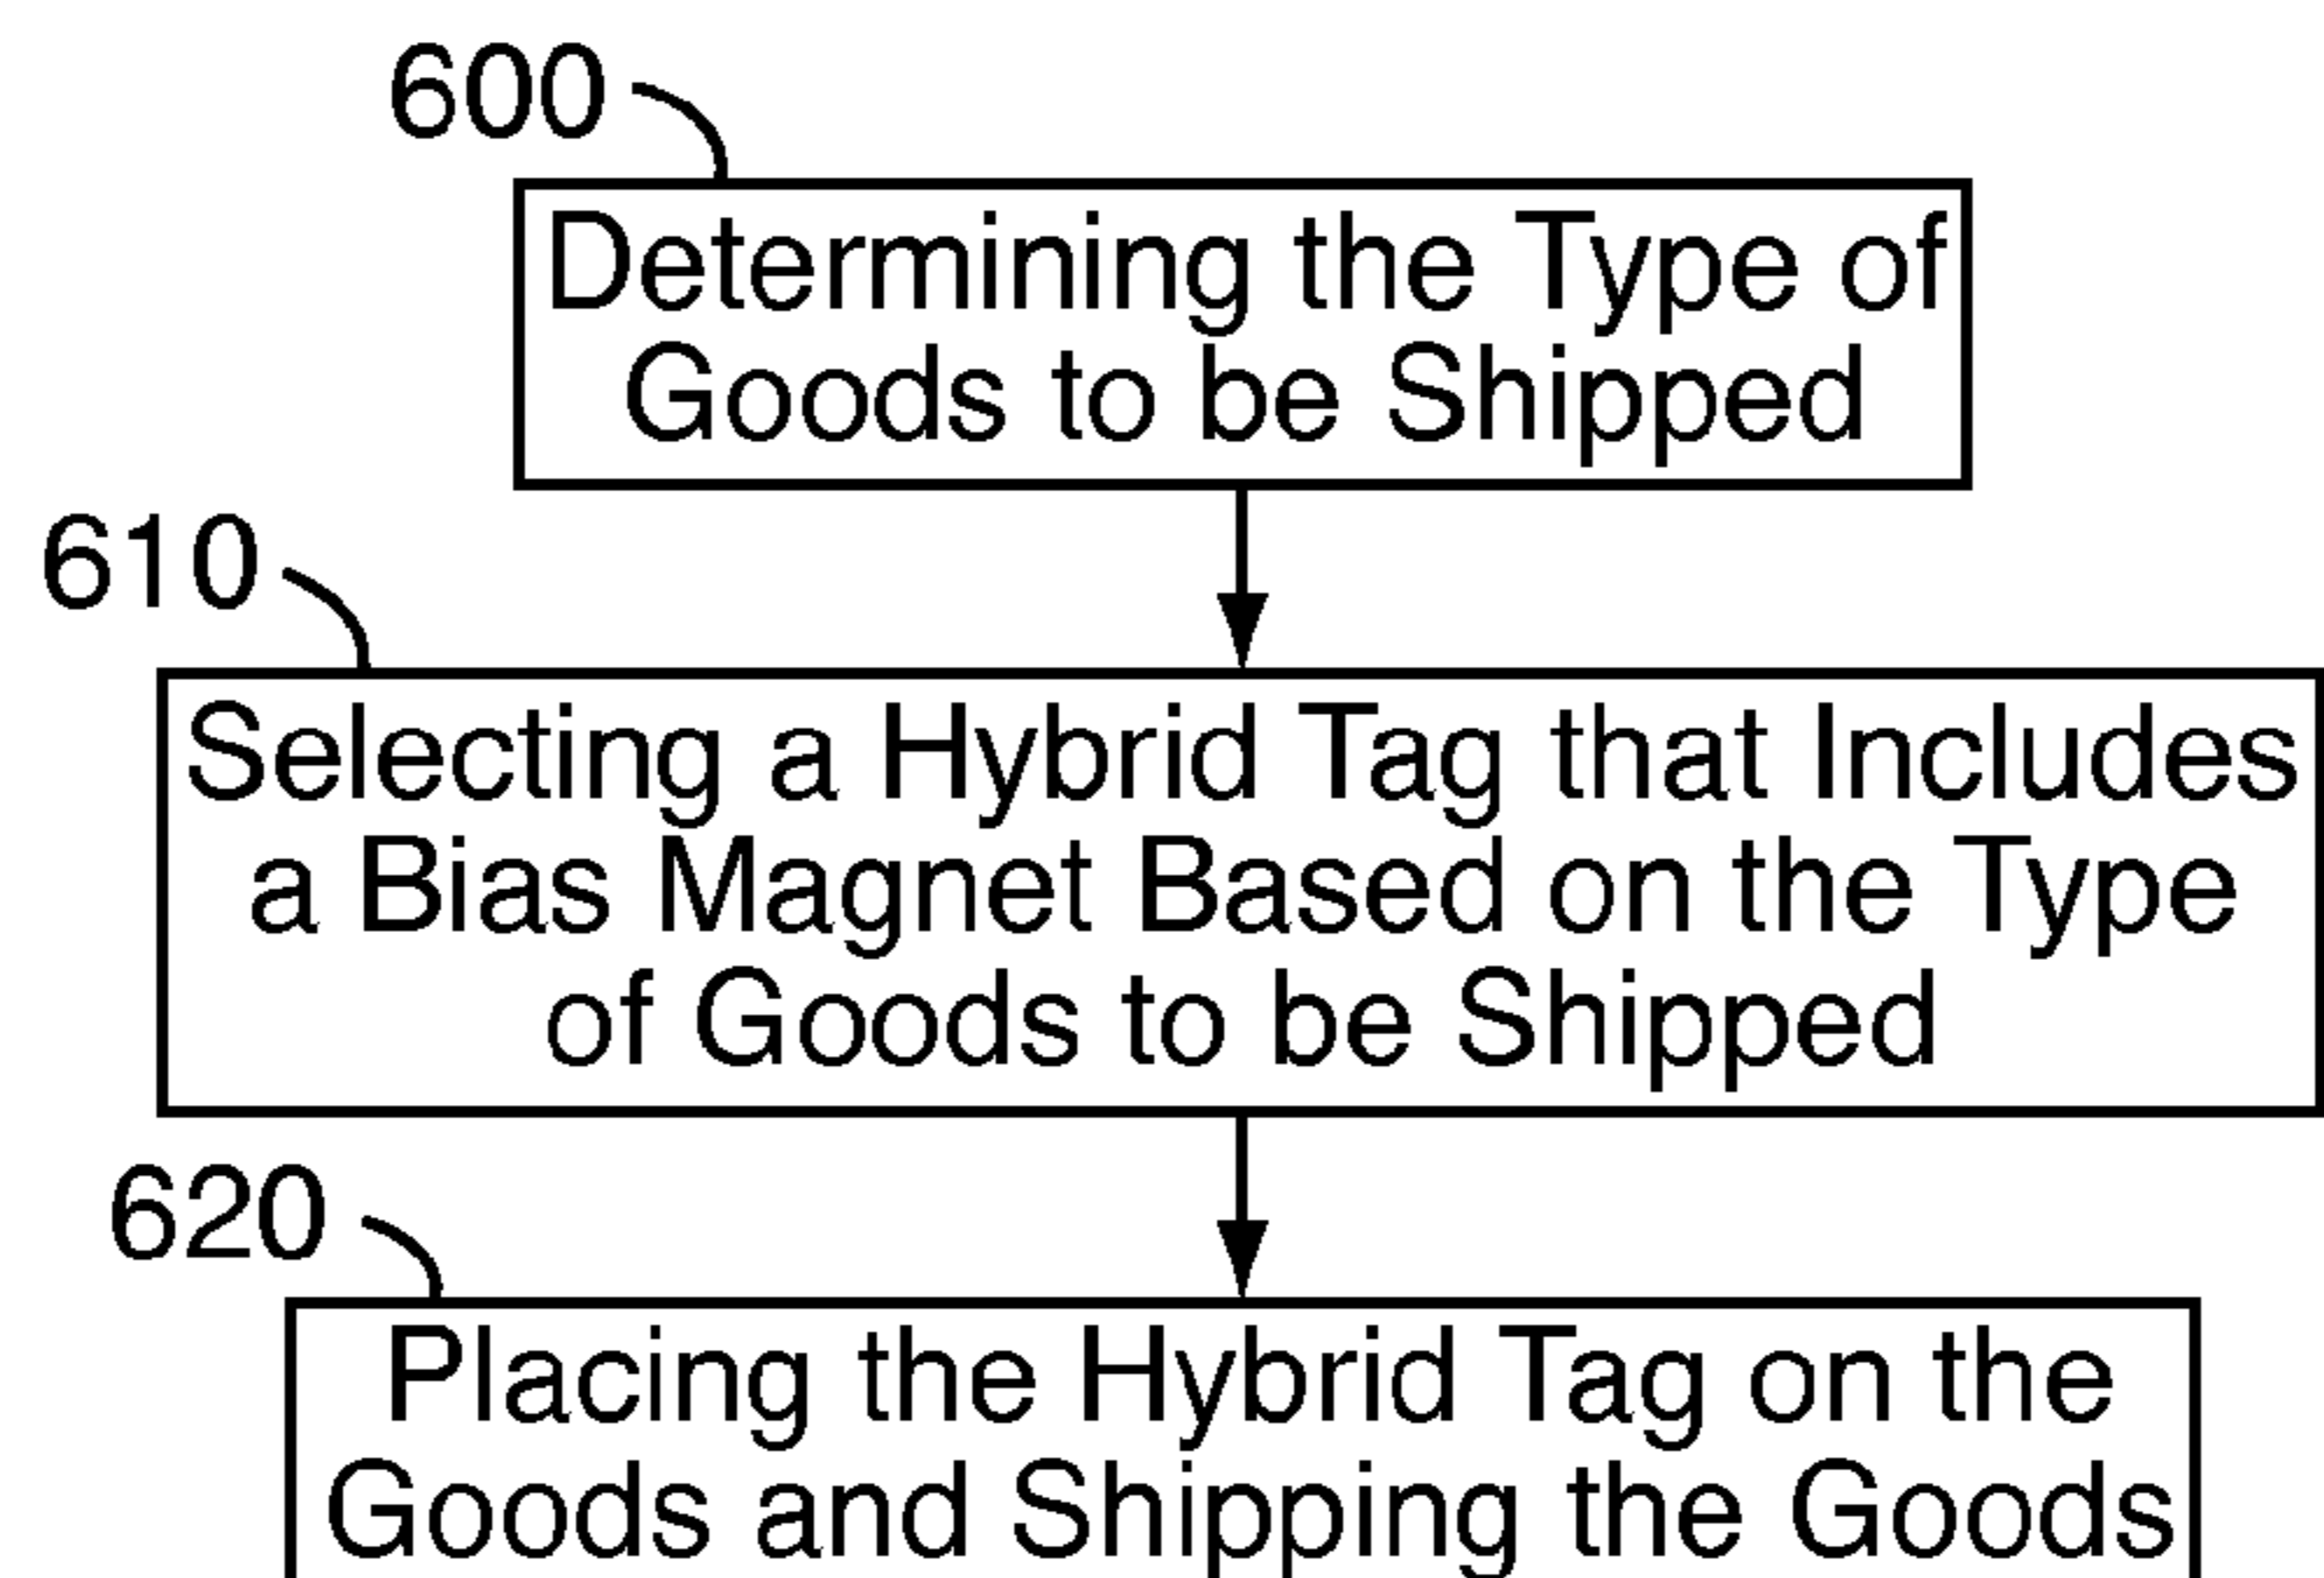 600
Determining the Type of
Goods to be Shipped
610
Selecting a Hybrid Tag that Includes
a Bias Magnet Based on the Type
of Goods to be Shipped
620
Placing the Hybrid Tag on the
Goods and Shipping the Goods